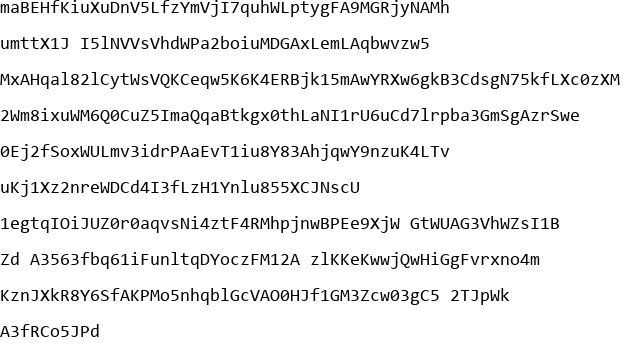 maBEHfKiuXuDnV5LfzYmVjI7quhWLptygFA9MGRjyNAMh
umttX1J I5lNVVsVhdWPa2boiuMDGAxLemLAqbwvzw5
MxAHqal82lCytWsVQKCeqw5K6K4ERBjk15mAwYRXw6gkB3CdsgN75kfLXc0zXM
2Wm8ixuWM6Q0CuZ5ImaQqaBtkgx0thLaNI1rU6uCd7lrpba3GmSgAzrSwe
0Ej2fSoxWULmv3idrPAaEvT1iu8Y83AhjqwY9nzuK4LTv
uKj1Xz2nreWDCd4I3fLzH1Ynlu855XCJNscU
1egtqIOiJUZ0r0aqvsNi4ztF4RMhpjnwBPEe9XjW GtWUAG3VhWZsI1B
Zd A3563fbq61iFunltqDYoczFM12A zlKKeKwwjQwHiGgFvrxno4m
KznJXkR8Y6SfAKPMo5nhqblGcVAO0HJf1GM3Zcw03gC5 2TJpWk
A3fRCo5JPd